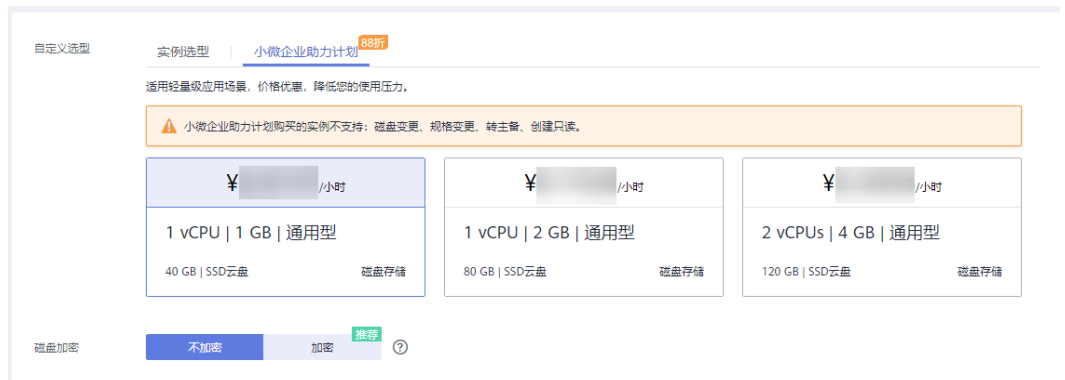 自定义选型
实例选型
小微企业助力计划
88折
适用轻量级应用场景，价格优惠，降低您的使用压力。
小微企业助力计划购买的实例不支持：磁盘变更、规格变更、转主备、创建只读。
¥ /小时
¥ /小时
¥ /小时
1 vCPU | 1 GB | 通用型
1 vCPU | 2 GB | 通用型
2 vCPUs | 4 GB | 通用型
40 GB | SSD云盘 磁盘存储
80 GB | SSD云盘 磁盘存储
120 GB | SSD云盘 磁盘存储
磁盘加密
不加密
加密
推荐
?